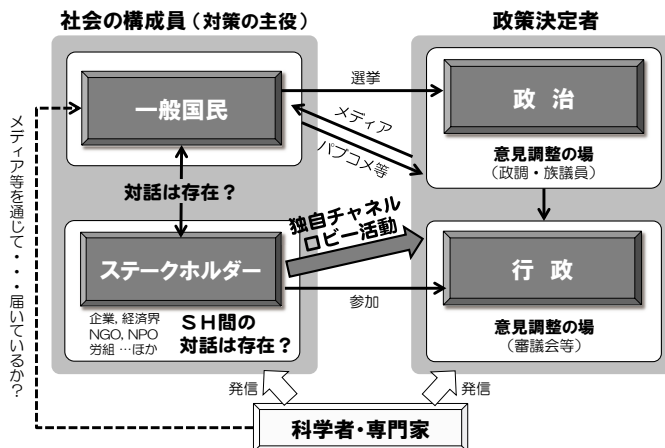 社会の構成員（対策の主役）
政策決定者
一般国民
選挙
政 治
メディア
パブコメ等
意見調整の場
（政調・族議員）
対話は存在？
独自チャネル
ロビー活動
ステークホルダー
行 政
参加
企業, 経済界
NGO, NPO
労組 …ほか
ＳＨ間の
対話は存在？
意見調整の場
（審議会等）
メディア等を通じて・・・届いているか？
発信
発信
科学者・専門家